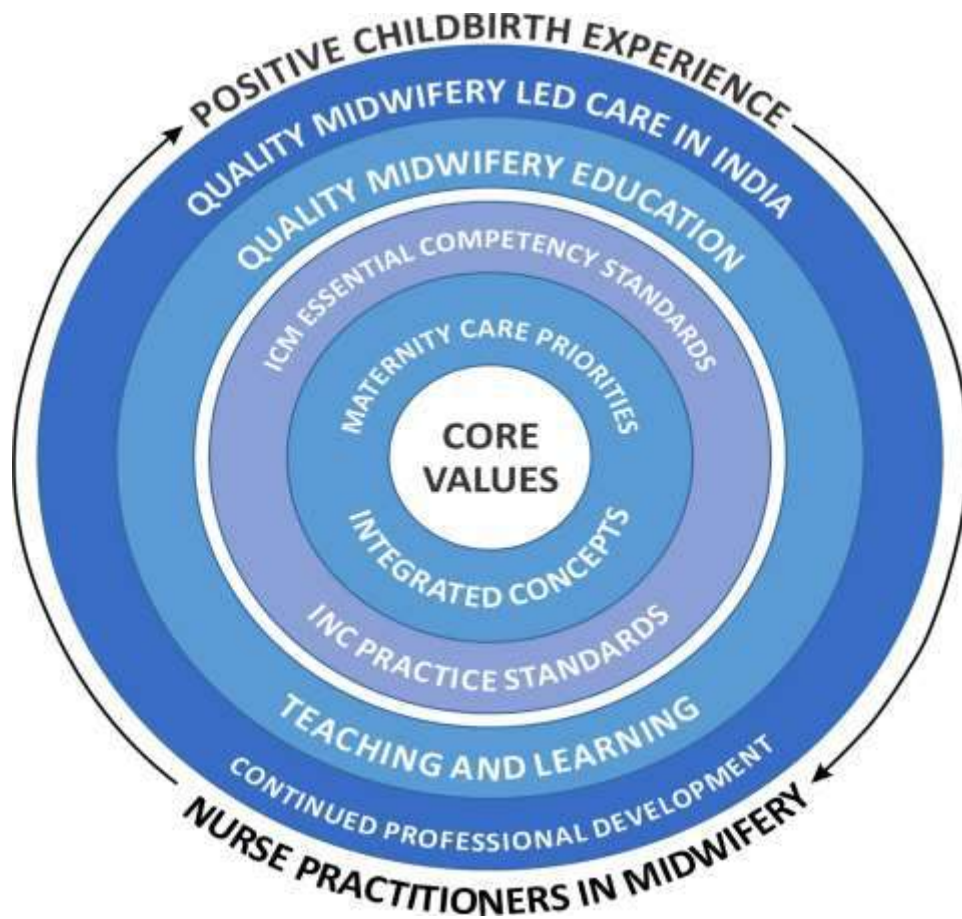 POSITIVE CHILDBIRTH EXPERIENCE
QUALITY MIDWIFERY LED CARE IN INDIA
QUALITY MIDWIFERY EDUCATION
ICM ESSENTIAL COMPETENCY STANDARDS
MATERNITY CARE PRIORITIES
CORE
VALUES
INTEGRATED CONCEPTS
INC PRACTICE STANDARDS
TEACHING AND LEARNING
CONTINUED PROFESSIONAL DEVELOPMENT
NURSE PRACTITIONERS IN MIDWIFERY